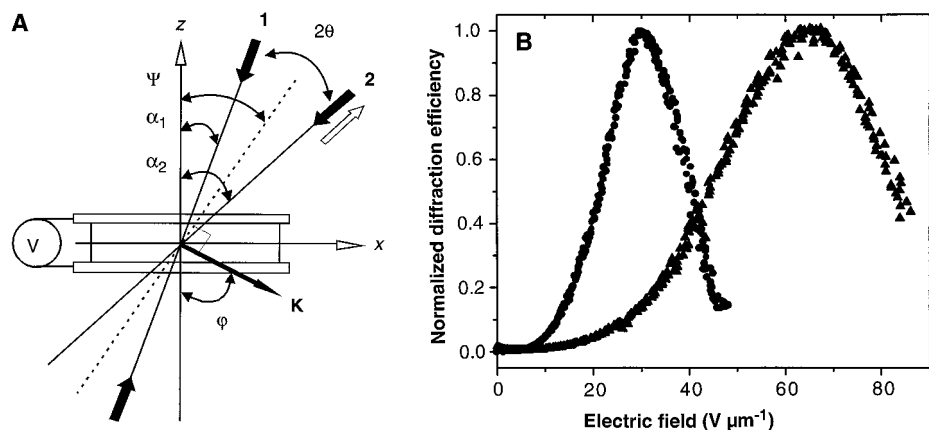 A
z
1
2θ
Ψ
2
α1
α2
V
x
K
φ
B
Normalized diffraction efficiency
1.0
0.8
0.6
0.4
0.2
0.0
0
20
40
60
80
Electric field (V μm⁻¹)